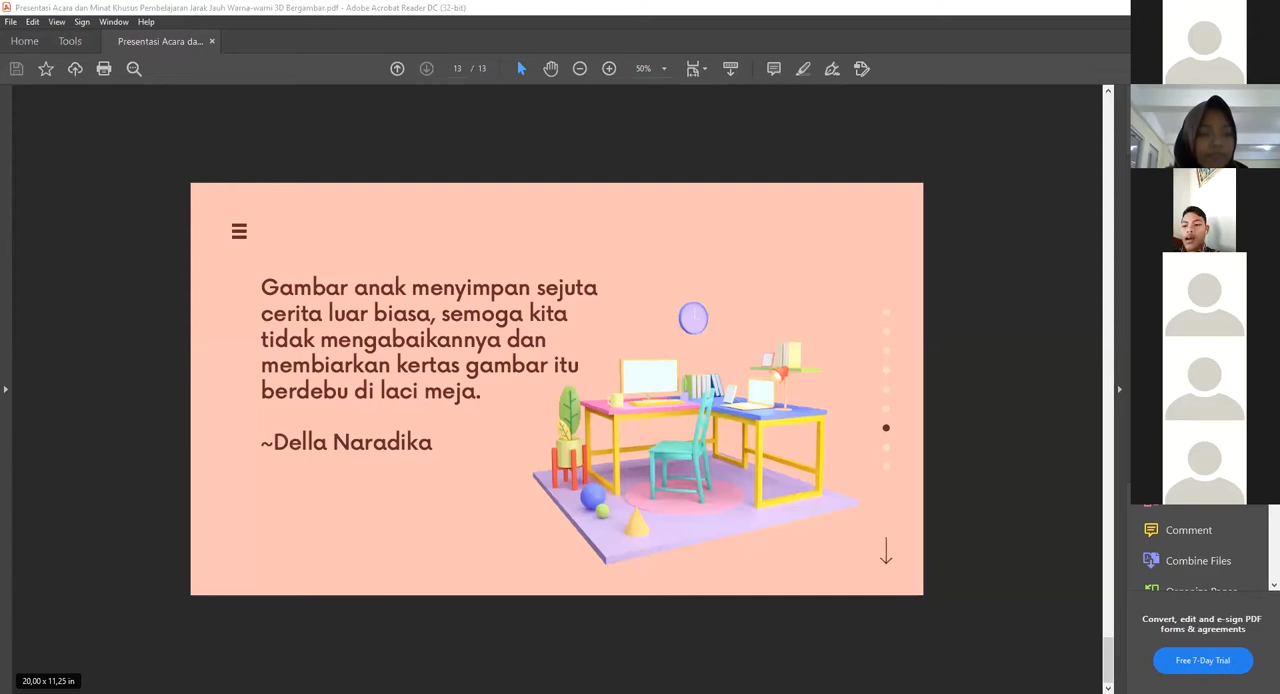 Presentasi Acara dan Minat Khusus Pembelajaran Jarak Jauh Warna-warni 3D Bergambar.pdf - Adobe Acrobat Reader DC (32-bit)
File Edit View Sign Window Help
Home Tools Presentasi Acara da... ×
13 / 13 50%
Gambar anak menyimpan sejuta
cerita luar biasa, semoga kita
tidak mengabaikannya dan
membiarkan kertas gambar itu
berdebu di laci meja.
~Della Naradika
Comment
Combine Files
Organize Pages
Convert, edit and e-sign PDF
forms & agreements
Free 7-Day Trial
20,00 x 11,25 in